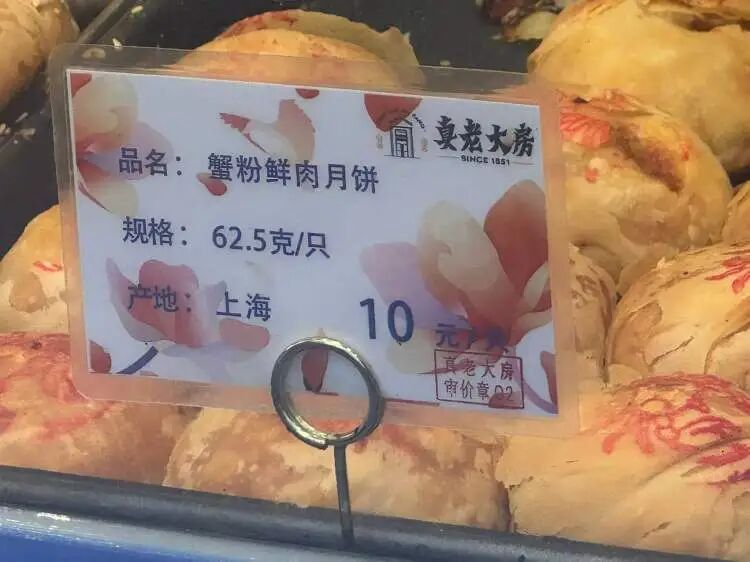 真老大房
SINCE 1851
品名：蟹粉鲜肉月饼
规格：62.5克/只
产地：上海
10 元/只
真老大房
审价章02